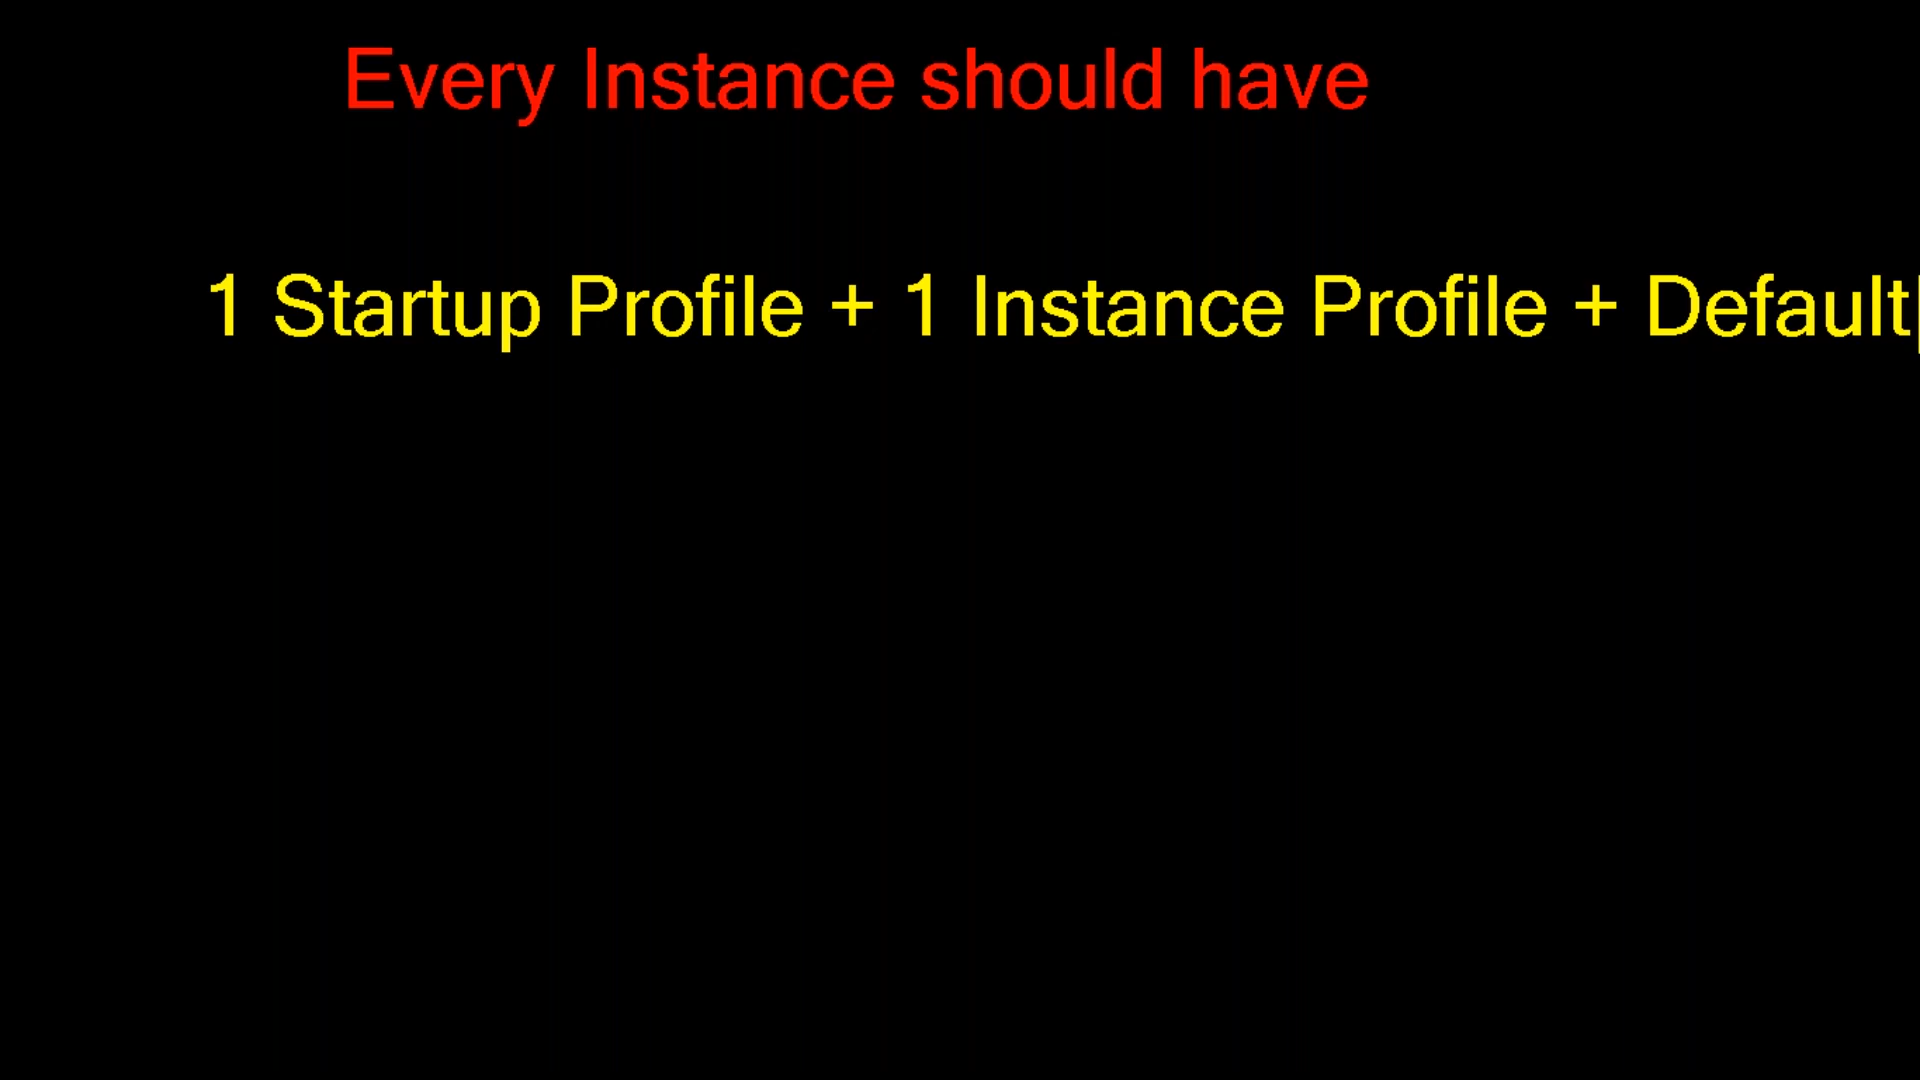 Every Instance should have
1 Startup Profile + 1 Instance Profile + Default